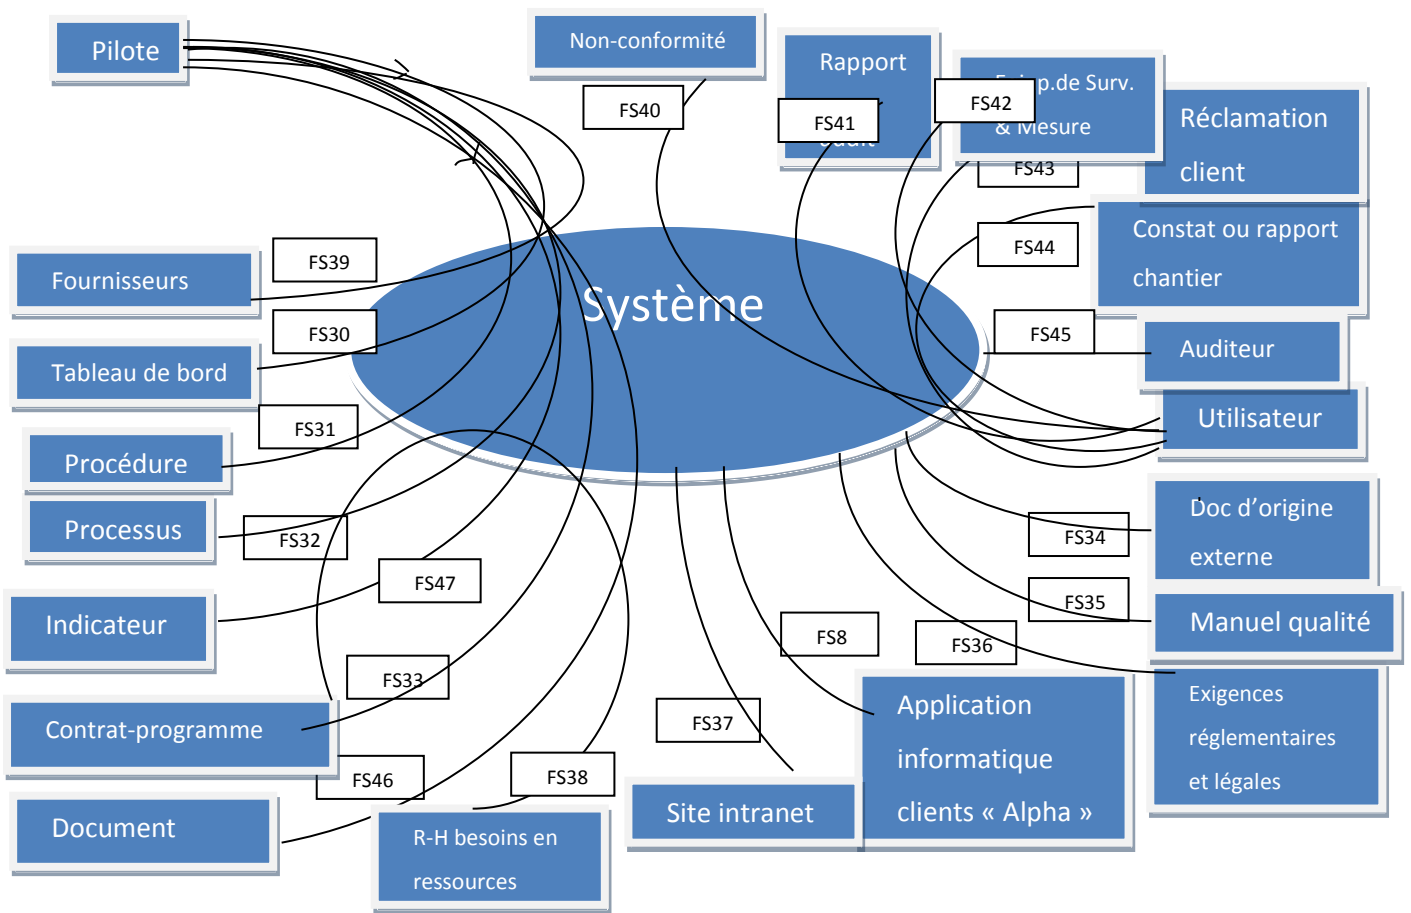 Pilote
Non-conformité
Rapport
FS40
FS41
FS42
p.de Surv.
& Mesure
Réclamation
client
FS43
Constat ou rapport
chantier
FS44
FS39
Fournisseurs
Système
FS30
FS45
Auditeur
Tableau de bord
Utilisateur
FS31
Procédure
Processus
FS32
Doc d’origine
externe
FS34
FS47
FS35
Indicateur
Manuel qualité
FS8
FS36
FS33
Contrat-programme
FS37
Application
informatique
clients « Alpha »
Exigences
réglementaires
et légales
FS46
FS38
Document
Site intranet
R-H besoins en
ressources